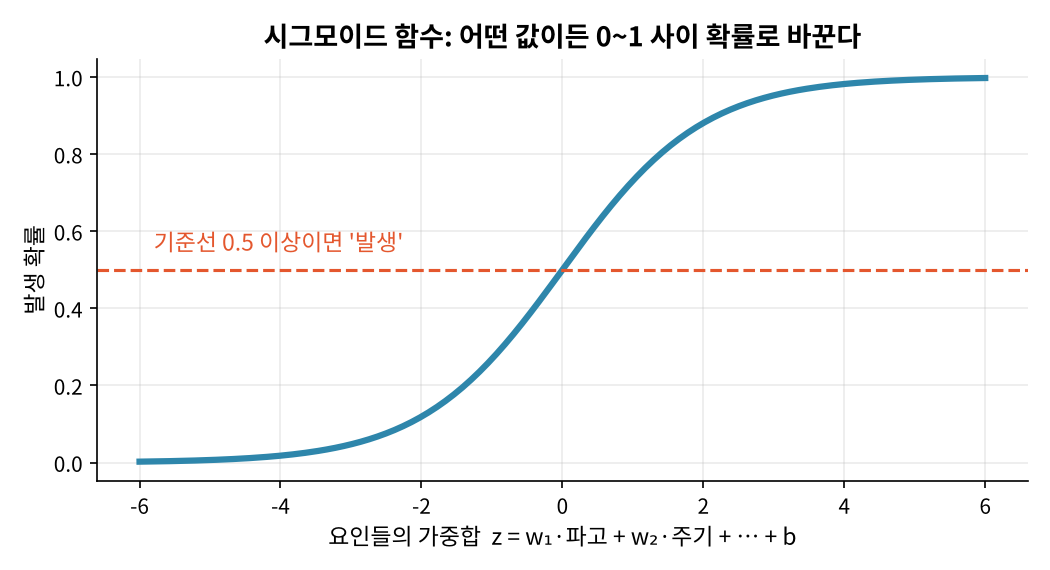 시그모이드 함수: 어떤 값이든 0~1 사이 확률로 바꾼다
발생 확률
1.0
0.8
0.6
0.4
0.2
0.0
기준선 0.5 이상이면 '발생'
-6 -4 -2 0 2 4 6
요인들의 가중합 z = w₁·파고 + w₂·주기 + ⋯ + b